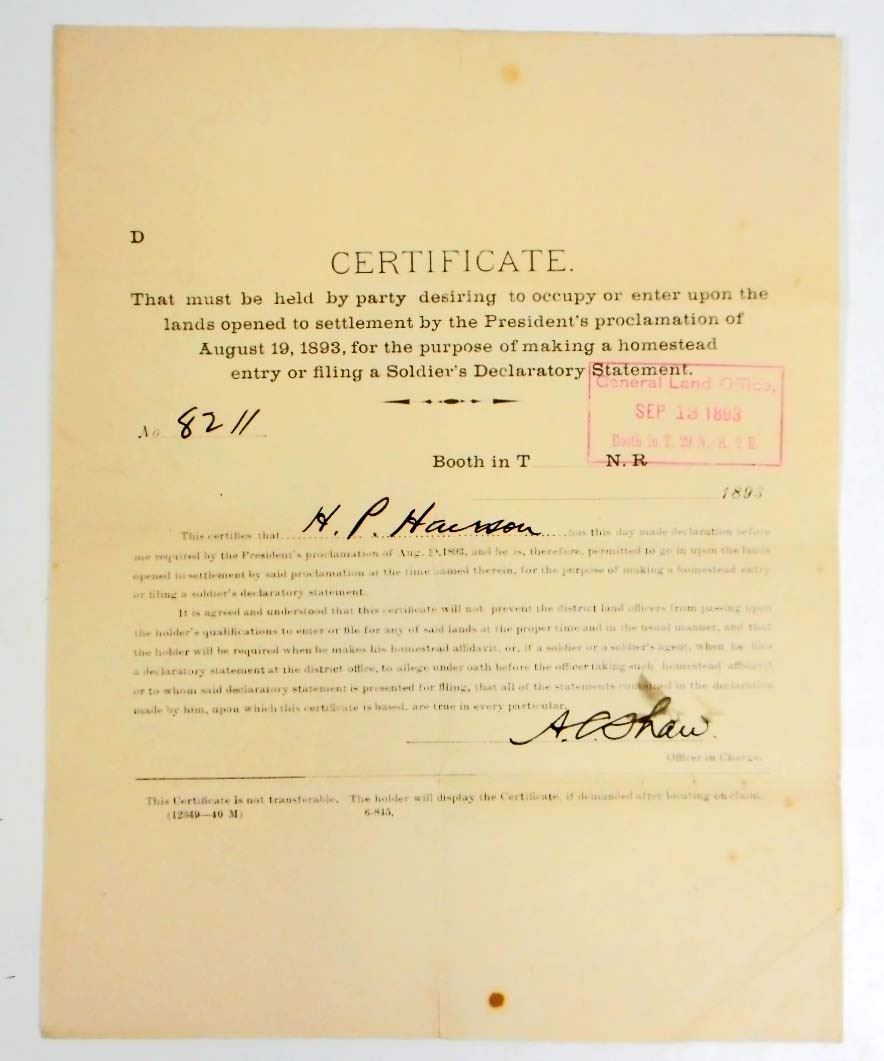 D
CERTIFICATE.
That must be held by party desiring to occupy or enter upon the
lands opened to settlement by the President's proclamation of
August 19, 1893, for the purpose of making a homestead
entry or filing a Soldier's Declaratory Statement.
General Land Office,
SEP 13 1893
Booth in T. 29 N. R. 2 E.
No. 8211
Booth in T N. R
1893
This certifies that H. P. has this day made declaration before
me required by the President's proclamation of Aug. 19, 1893, and he is, therefore, permitted to go in upon the lands
opened to settlement by said proclamation at the time named therein, for the purpose of making a homestead entry
or filing a soldier's declaratory statement.
It is agreed and understood that this certificate will not prevent the district land officers from passing upon
the holder's qualifications to enter or file for any of said lands at the proper time and in the usual manner, and that
the holder will be required when he makes his homestead affidavit, or, if a soldier or a soldier's agent, when he files
a declaratory statement at the district office, to allege under oath before the officer taking such homestead affidavit
or to whom said declaratory statement is presented for filing, that all of the statements contained in the declaration
made by him, upon which this certificate is based, are true in every particular.
A. C. Shaw
Officer in Charge.
This Certificate is not transferable. The holder will display the Certificate, if demanded after locating on claim.
(12349—40 M) 6-845.